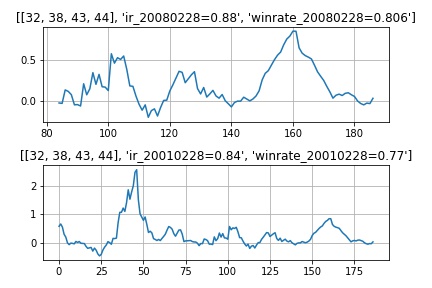 [[32, 38, 43, 44], 'ir_20080228=0.88', 'winrate_20080228=0.806']
0.5
0.0
80 100 120 140 160 180
[[32, 38, 43, 44], 'ir_20010228=0.84', 'winrate_20010228=0.77']
2
1
0
0 25 50 75 100 125 150 175